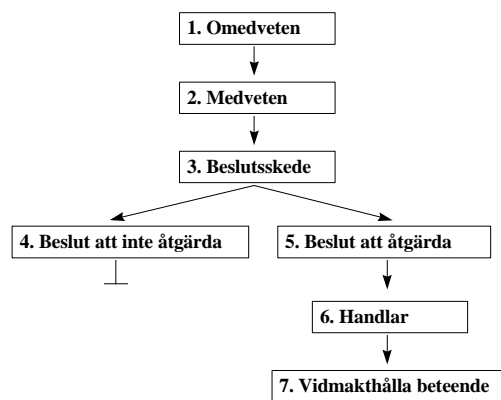 1. Omedveten
2. Medveten
3. Beslutsskede
4. Beslut att inte åtgärda
5. Beslut att åtgärda
6. Handlar
7. Vidmakthålla beteende